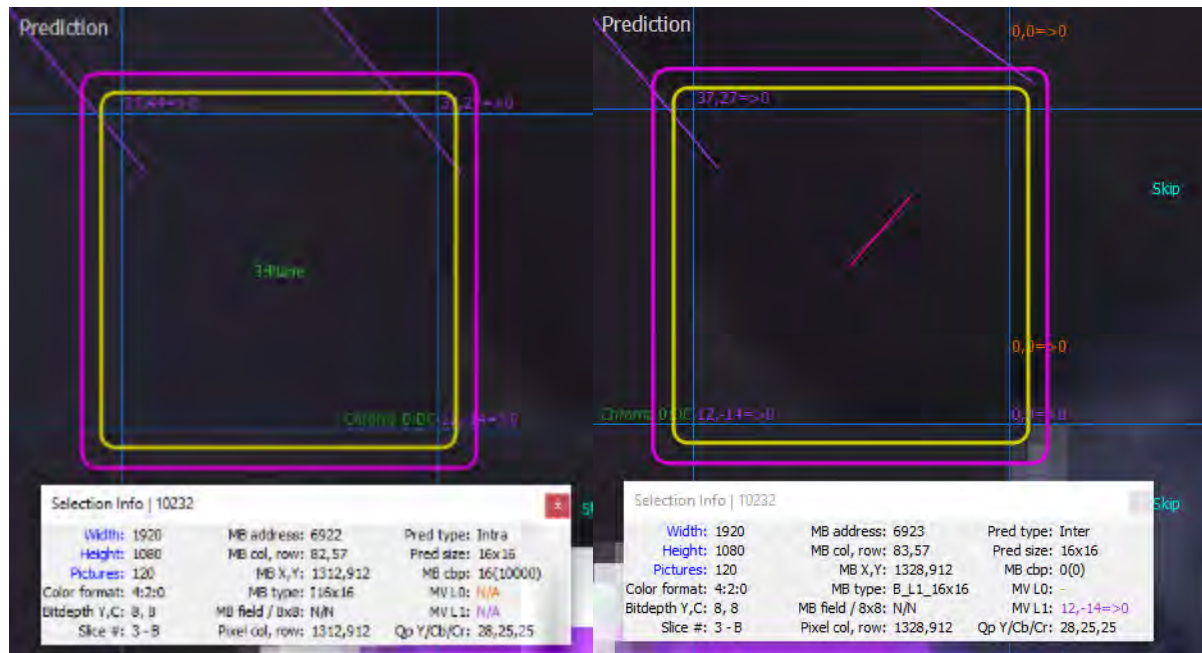 Prediction
37,27=>0
3:Plane
Chroma 0:DC 12,-14=>0
Selection Info | 10232
x
Width: 1920 MB address: 6922 Pred type: Intra
Height: 1080 MB col, row: 82,57 Pred size: 16x16
Pictures: 120 MB X,Y: 1312,912 MB cbp: 16(10000)
Color format: 4:2:0 MB type: I16x16 MV L0: N/A
Bitdepth Y,C: 8, 8 MB field / 8x8: N/N MV L1: N/A
Slice #: 3 - B Pixel col, row: 1312,912 Qp Y/Cb/Cr: 28,25,25
Prediction
0,0=>0
37,27=>0
Skip
0,0=>0
Chroma 0:DC 12,-14=>0 0,0=>0
Selection Info | 10232
Skip
Width: 1920 MB address: 6923 Pred type: Inter
Height: 1080 MB col, row: 83,57 Pred size: 16x16
Pictures: 120 MB X,Y: 1328,912 MB cbp: 0(0)
Color format: 4:2:0 MB type: B_L1_16x16 MV L0: -
Bitdepth Y,C: 8, 8 MB field / 8x8: N/N MV L1: 12,-14=>0
Slice #: 3 - B Pixel col, row: 1328,912 Qp Y/Cb/Cr: 28,25,25